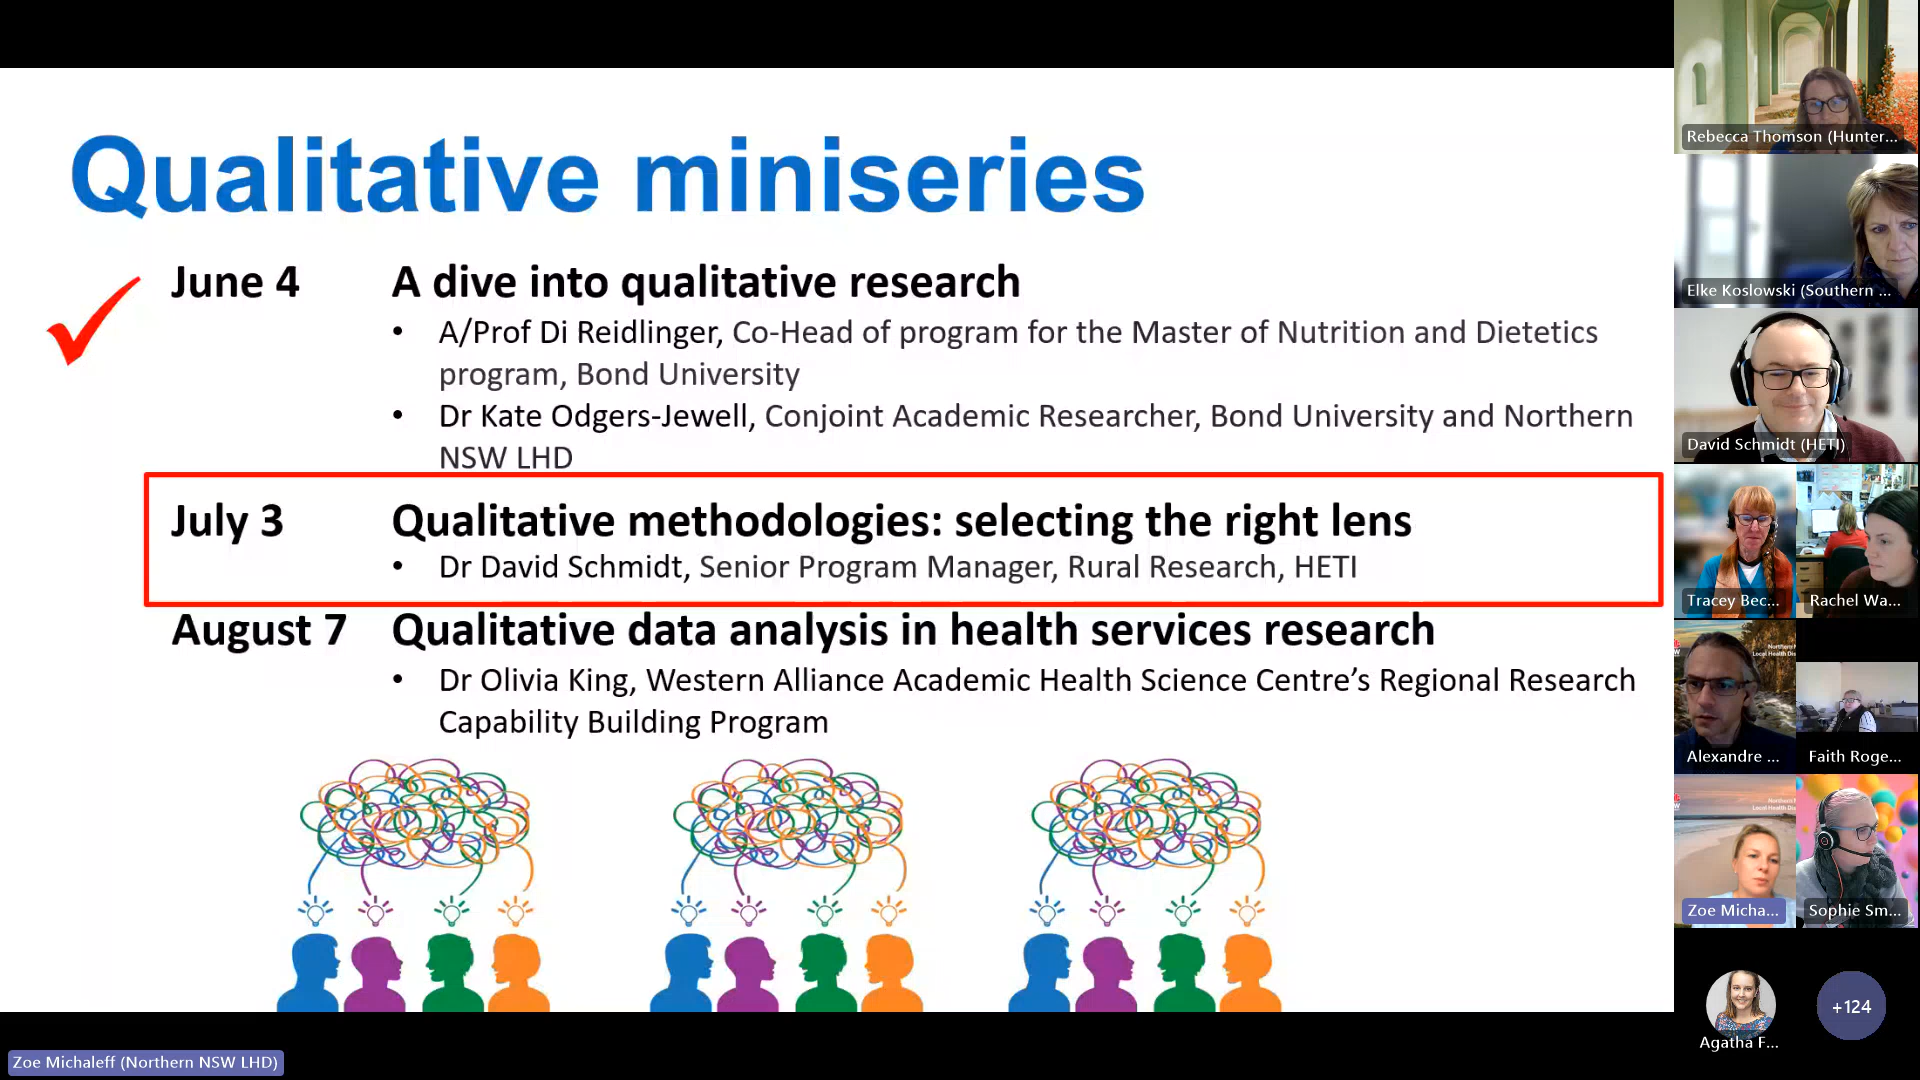 Qualitative miniseries
June 4
A dive into qualitative research
• A/Prof Di Reidlinger, Co-Head of program for the Master of Nutrition and Dietetics
program, Bond University
• Dr Kate Odgers-Jewell, Conjoint Academic Researcher, Bond University and Northern
NSW LHD
July 3
Qualitative methodologies: selecting the right lens
• Dr David Schmidt, Senior Program Manager, Rural Research, HETI
August 7
Qualitative data analysis in health services research
• Dr Olivia King, Western Alliance Academic Health Science Centre’s Regional Research
Capability Building Program
Zoe Michaleff (Northern NSW LHD)
Rebecca Thomson (Hunter...
Elke Koslowski (Southern ...
David Schmidt (HETI)
Tracey Bec...
Rachel Wa...
Alexandre ...
Faith Roge...
Zoe Micha...
Sophie Sm...
Agatha F...
+124